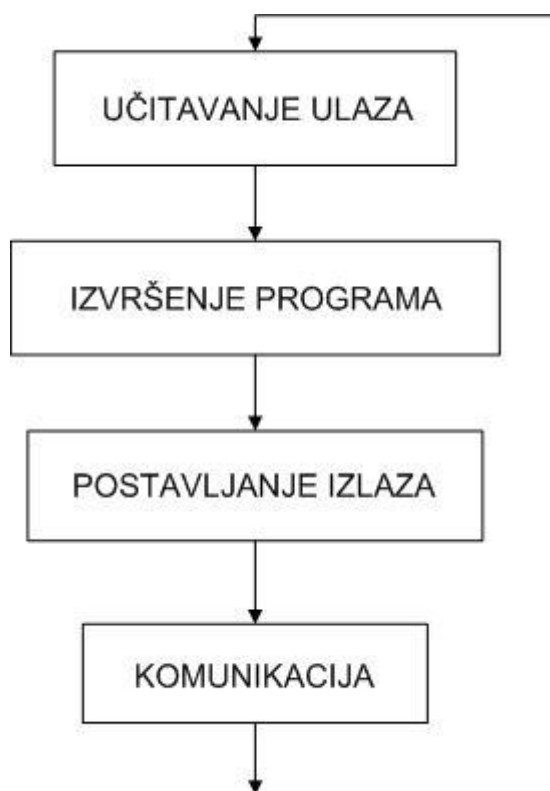 UČITAVANJE ULAZA
IZVRŠENJE PROGRAMA
POSTAVLJANJE IZLAZA
KOMUNIKACIJA